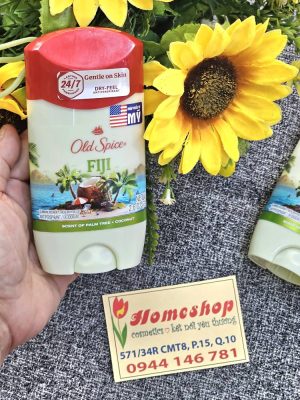 24/7
Gentle on Skin
DRY-FEEL
ANTIPERSPIRANT
MỸ
Old Spice
FIJI
SCENT OF PALM TREE & COCONUT
Homeshop
cosmetics - kết nối yêu thương
571/34R CMT8, P.15, Q.10
0944 146 781